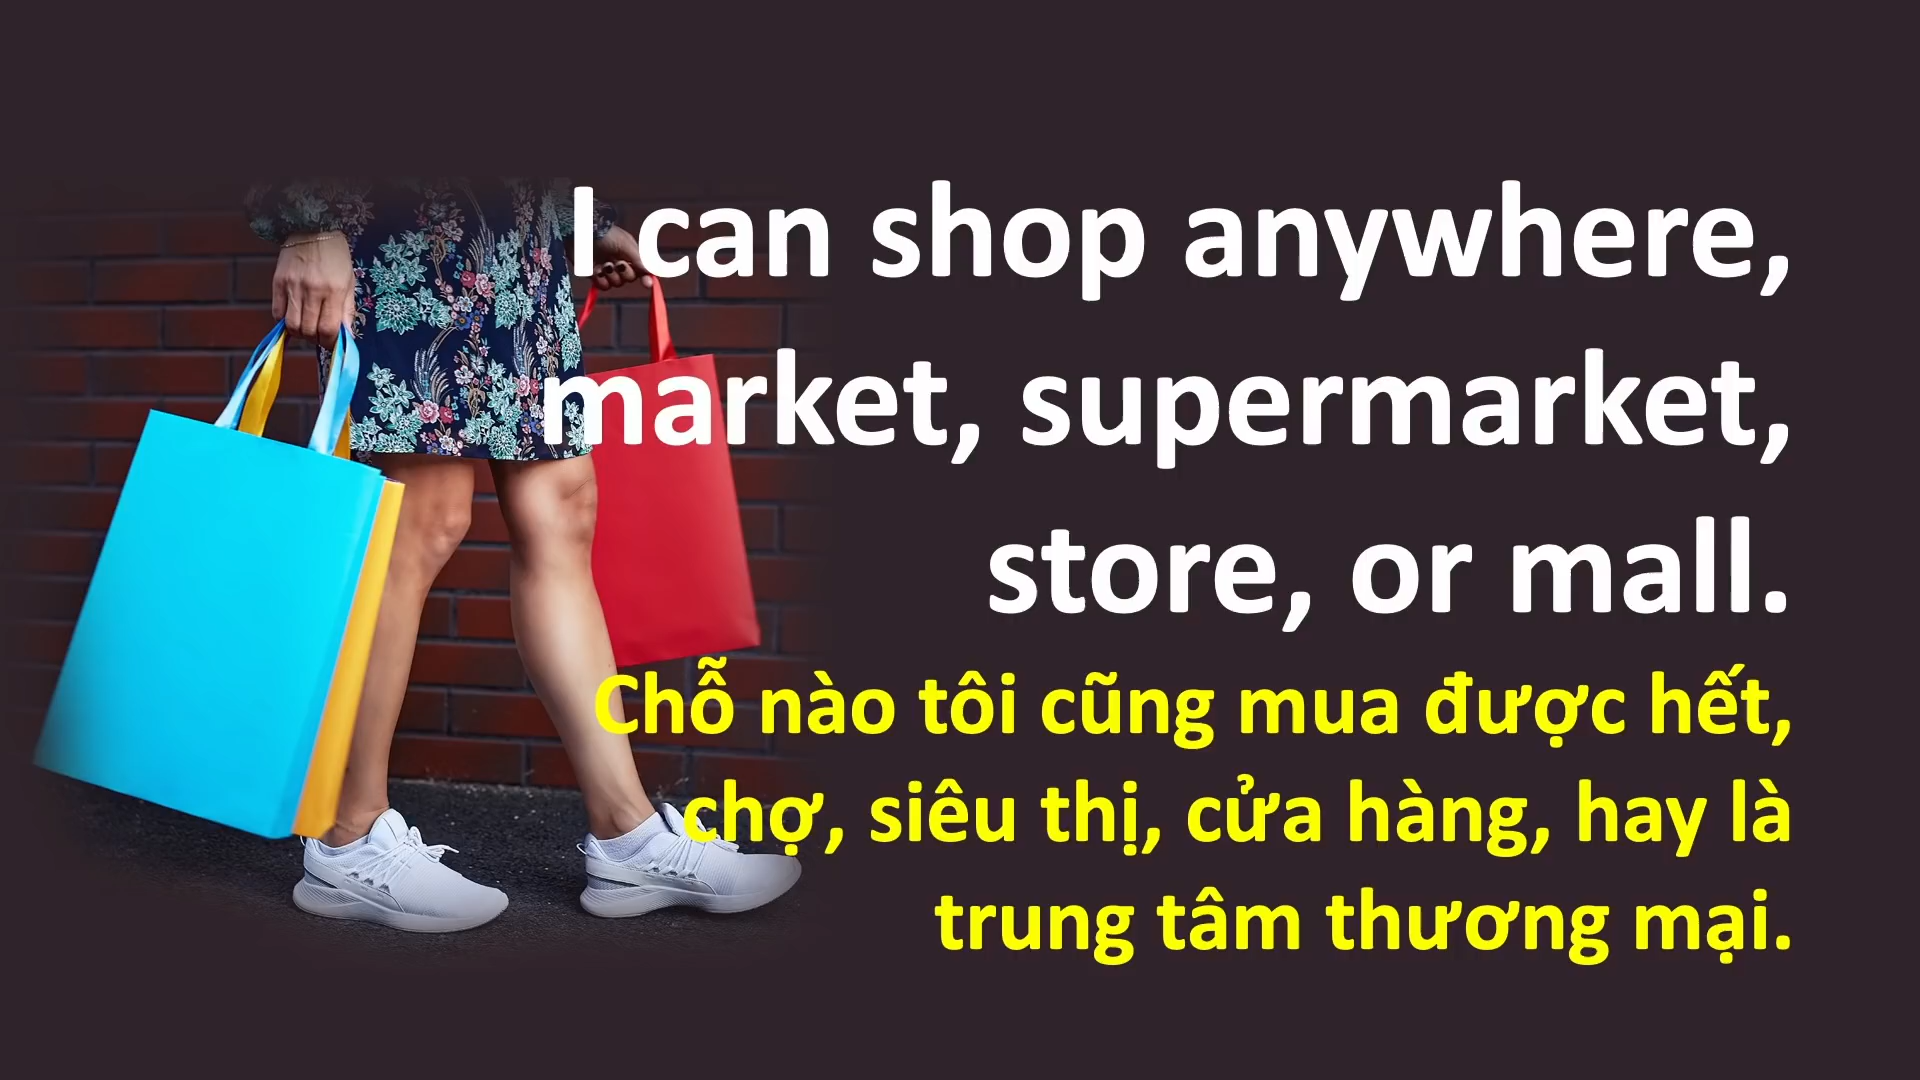 I can shop anywhere,
market, supermarket,
store, or mall.
Chỗ nào tôi cũng mua được hết,
chợ, siêu thị, cửa hàng, hay là
trung tâm thương mại.